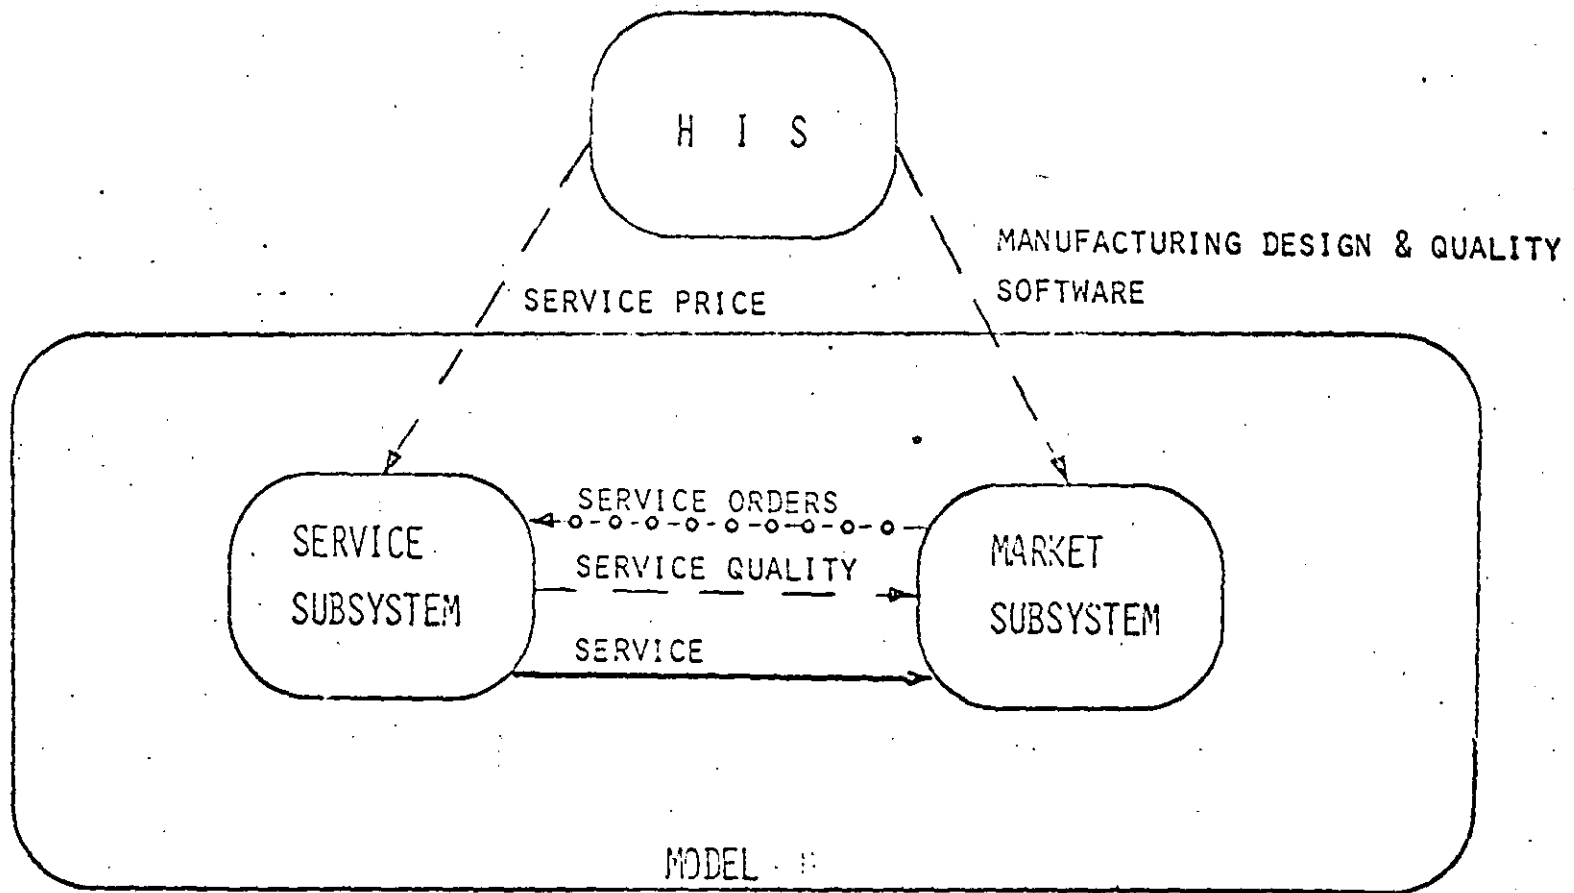 H I S
MANUFACTURING DESIGN & QUALITY
SOFTWARE
SERVICE PRICE
SERVICE ORDERS
SERVICE
SUBSYSTEM
SERVICE QUALITY
MARKET
SUBSYSTEM
SERVICE
MODEL